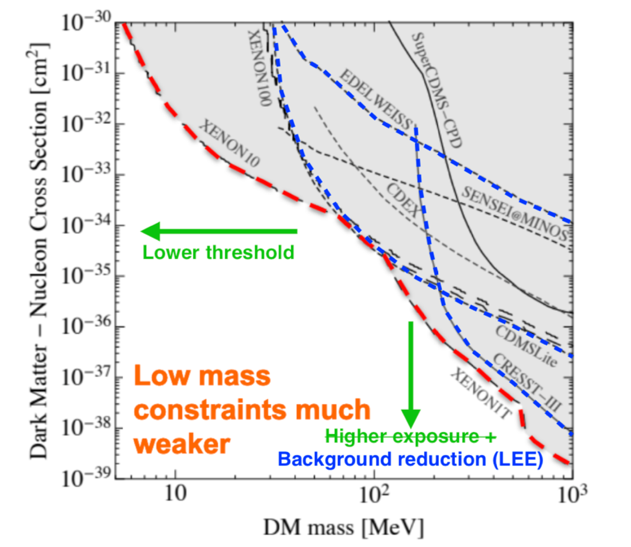 Dark Matter – Nucleon Cross Section [cm²]
10⁻³⁰
10⁻³¹
10⁻³²
10⁻³³
10⁻³⁴
10⁻³⁵
10⁻³⁶
10⁻³⁷
10⁻³⁸
10⁻³⁹
XENON100
SuperCDMS–CPD
EDELWEISS
XENON10
CDEX
SENSEI@MINOS
Lower threshold
CDMSLite
CRESST–III
XENON1T
Low mass
constraints much
weaker
Higher exposure +
Background reduction (LEE)
10
10²
10³
DM mass [MeV]